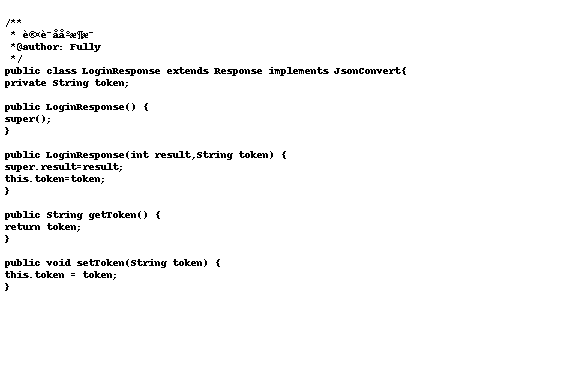 /**
 * è®¤è¯åå°æ¶æ¯
 *@author: Fully
 */
public class LoginResponse extends Response implements JsonConvert{
private String token;

public LoginResponse() {
super();
}

public LoginResponse(int result,String token) {
super.result=result;
this.token=token;
}

public String getToken() {
return token;
}

public void setToken(String token) {
this.token = token;
}